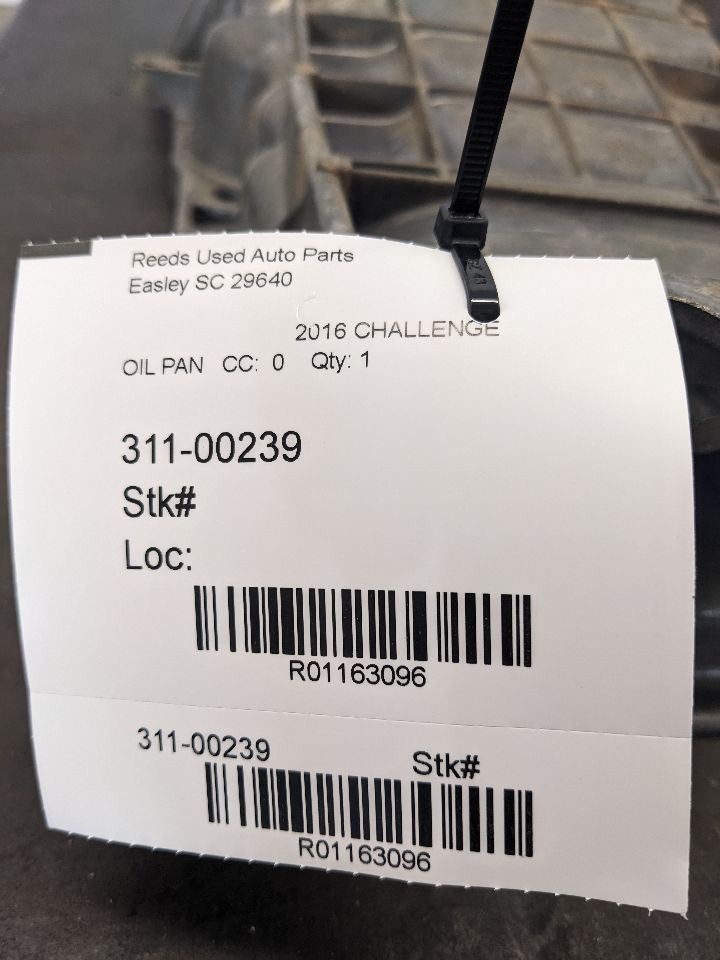 Reeds Used Auto Parts
Easley SC 29640
2016 CHALLENGE
OIL PAN CC: 0 Qty: 1
311-00239
Stk#
Loc:
R01163096
311-00239 Stk#
R01163096